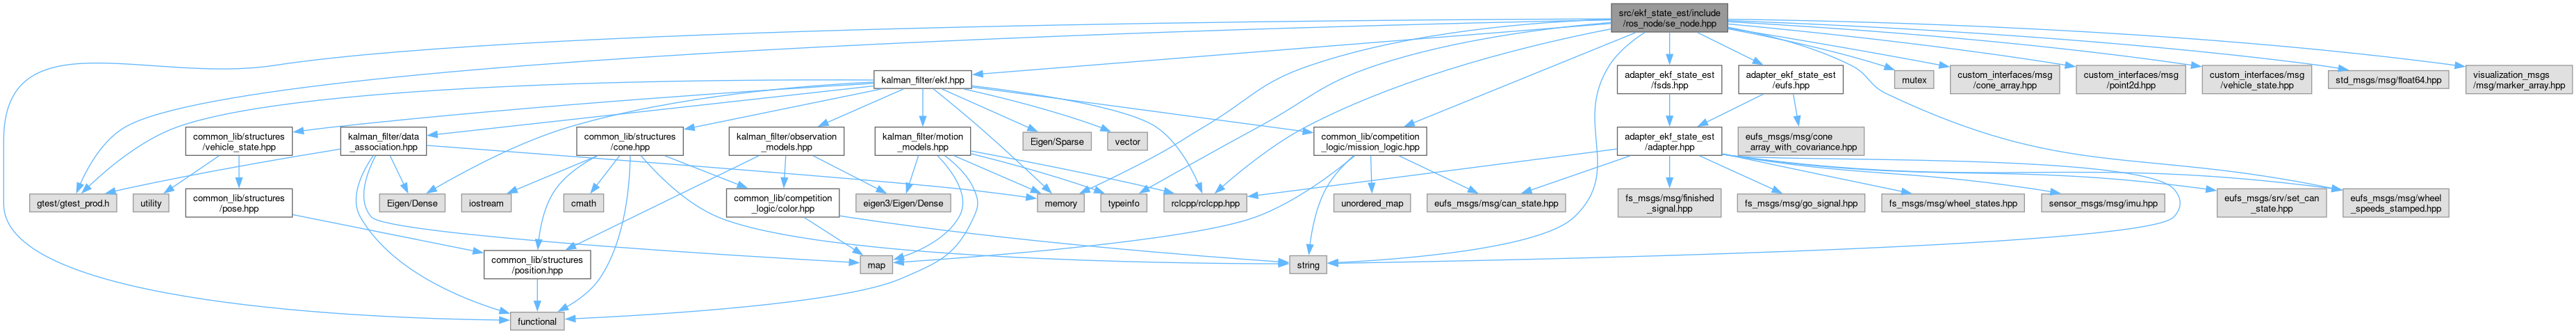 src/ekf_state_est/include
/ros_node/se_node.hpp
kalman_filter/ekf.hpp
adapter_ekf_state_est
/fsds.hpp
adapter_ekf_state_est
/eufs.hpp
mutex
custom_interfaces/msg
/cone_array.hpp
custom_interfaces/msg
/point2d.hpp
custom_interfaces/msg
/vehicle_state.hpp
std_msgs/msg/float64.hpp
visualization_msgs
/msg/marker_array.hpp
common_lib/structures
/vehicle_state.hpp
kalman_filter/data
_association.hpp
common_lib/structures
/cone.hpp
kalman_filter/observation
_models.hpp
kalman_filter/motion
_models.hpp
Eigen/Sparse
vector
common_lib/competition
_logic/mission_logic.hpp
adapter_ekf_state_est
/adapter.hpp
eufs_msgs/msg/cone
_array_with_covariance.hpp
gtest/gtest_prod.h
utility
common_lib/structures
/pose.hpp
Eigen/Dense
iostream
cmath
common_lib/competition
_logic/color.hpp
eigen3/Eigen/Dense
memory
typeinfo
rclcpp/rclcpp.hpp
unordered_map
eufs_msgs/msg/can_state.hpp
fs_msgs/msg/finished
_signal.hpp
fs_msgs/msg/go_signal.hpp
fs_msgs/msg/wheel_states.hpp
sensor_msgs/msg/imu.hpp
eufs_msgs/srv/set_can
_state.hpp
eufs_msgs/msg/wheel
_speeds_stamped.hpp
common_lib/structures
/position.hpp
map
string
functional